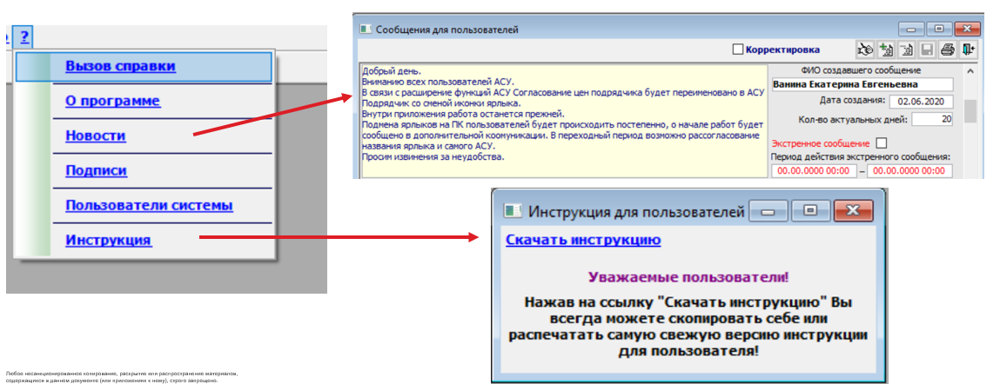 ?
Вызов справки
О программе
Новости
Подписи
Пользователи системы
Инструкция
Сообщения для пользователей
Корректировка
Добрый день.
Вниманию всех пользователей АСУ.
В связи с расширение функций АСУ Согласование цен подрядчика будет переименовано в АСУ
Подрядчик со сменой иконки ярлыка.
Внутри приложения работа останется прежней.
Подмена ярлыков на ПК пользователей будет происходить постепенно, о начале работ будет
сообщено в дополнительной коомуникации. В переходный период возможно рассогласование
названия ярлыка и самого АСУ.
Просим извинения за неудобства.
ФИО создавшего сообщение
Ванина Екатерина Евгеньевна
Дата создания: 02.06.2020
Кол-во актуальных дней: 20
Экстренное сообщение
Период действия экстренного сообщения:
00.00.0000 00:00 – 00.00.0000 00:00
Инструкция для пользователей
Скачать инструкцию
Уважаемые пользователи!
Нажав на ссылку "Скачать инструкцию" Вы
всегда можете скопировать себе или
распечатать самую свежую версию инструкции
для пользователя!
Любое несанкционированное копирование, раскрытие или распространение материалов,
содержащихся в данном документе (или приложениях к нему), строго запрещено.